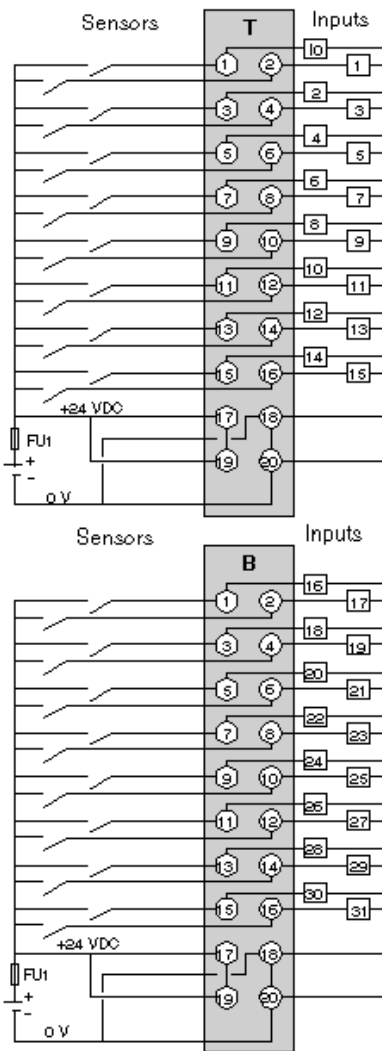 Sensors T Inputs
I0
1 2 1
2
3 4 3
4
5 6 5
6
7 8 7
8
9 10 9
10
11 12 11
12
13 14 13
14
15 16 15
+24 VDC 17 18
FU1
+ 19 20
-
0 V
Sensors B Inputs
16
1 2 17
18
3 4 19
20
5 6 21
22
7 8 23
24
9 10 25
26
11 12 27
28
13 14 29
30
15 16 31
+24 VDC 17 18
FU1
+ 19 20
-
0 V